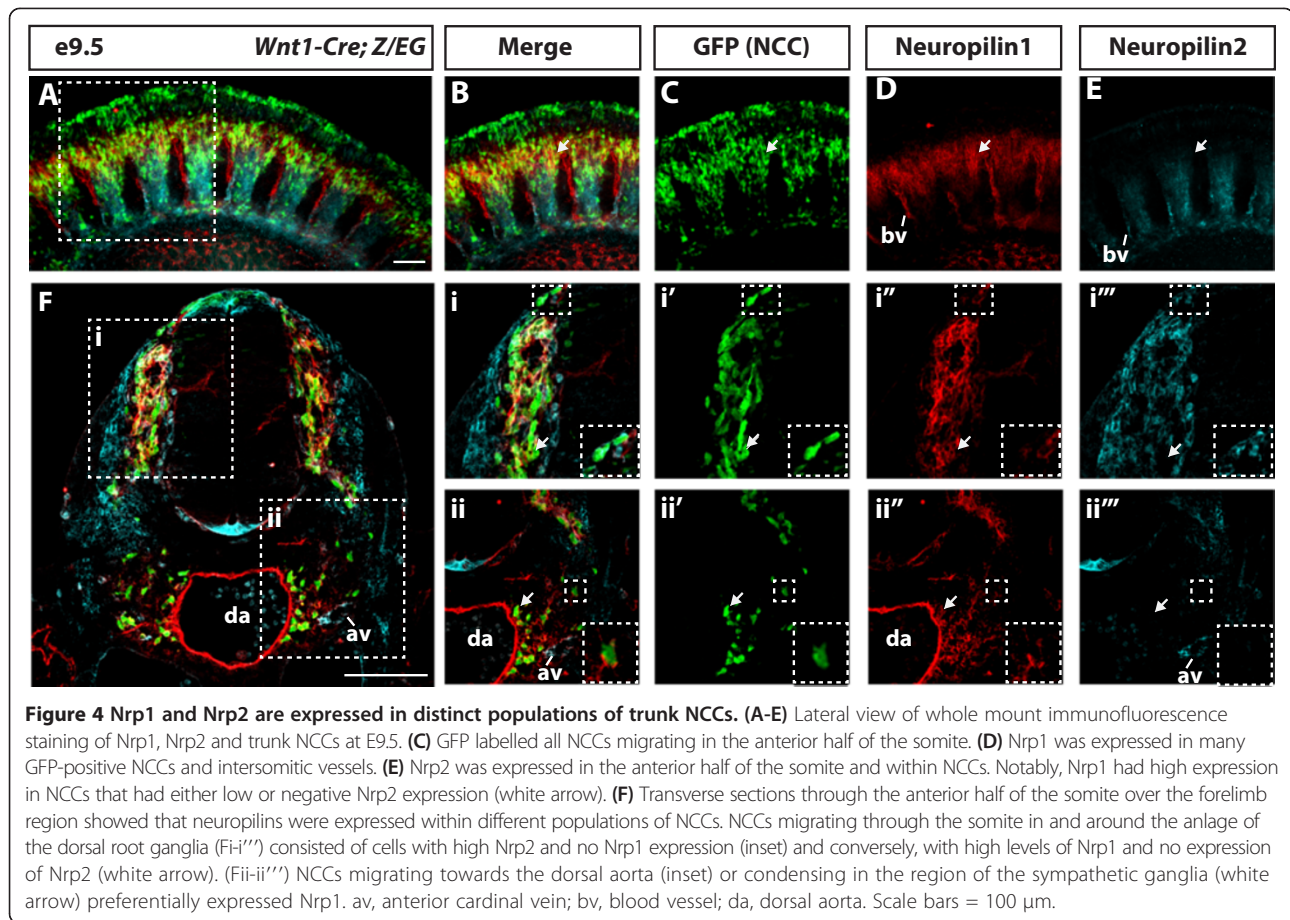 e9.5 Wnt1-Cre; Z/EG Merge GFP (NCC) Neuropilin1 Neuropilin2
A B C D E
bv bv
F i i i' i" i'"
ii ii ii' ii" ii'"
da av da av da av
Figure 4 Nrp1 and Nrp2 are expressed in distinct populations of trunk NCCs. (A-E) Lateral view of whole mount immunofluorescence
staining of Nrp1, Nrp2 and trunk NCCs at E9.5. (C) GFP labelled all NCCs migrating in the anterior half of the somite. (D) Nrp1 was expressed in many
GFP-positive NCCs and intersomitic vessels. (E) Nrp2 was expressed in the anterior half of the somite and within NCCs. Notably, Nrp1 had high expression
in NCCs that had either low or negative Nrp2 expression (white arrow). (F) Transverse sections through the anterior half of the somite over the forelimb
region showed that neuropilins were expressed within different populations of NCCs. NCCs migrating through the somite in and around the anlage of
the dorsal root ganglia (Fi-i′′′) consisted of cells with high Nrp2 and no Nrp1 expression (inset) and conversely, with high levels of Nrp1 and no expression
of Nrp2 (white arrow). (Fii-ii′′′) NCCs migrating towards the dorsal aorta (inset) or condensing in the region of the sympathetic ganglia (white
arrow) preferentially expressed Nrp1. av, anterior cardinal vein; bv, blood vessel; da, dorsal aorta. Scale bars = 100 μm.